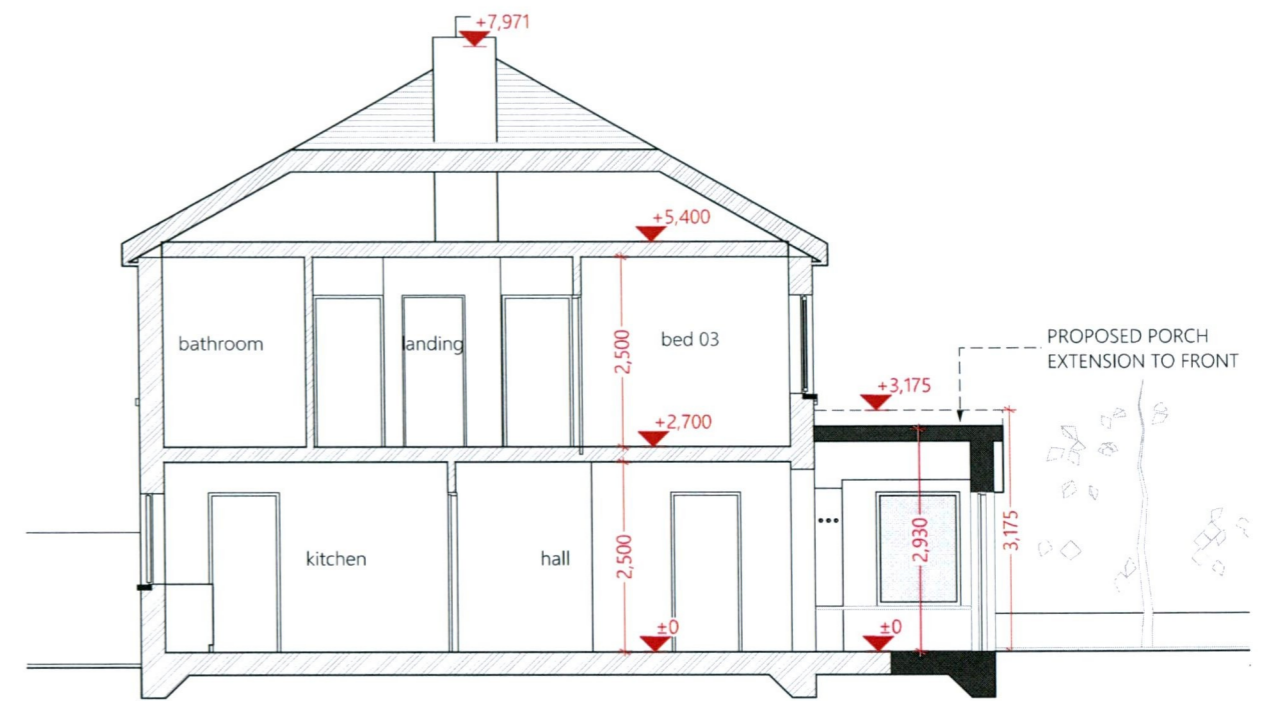 +7,971
+5,400
bathroom
landing
2,500
bed 03
PROPOSED PORCH
EXTENSION TO FRONT
+3,175
+2,700
kitchen
hall
2,500
2,930
3,175
±0
±0